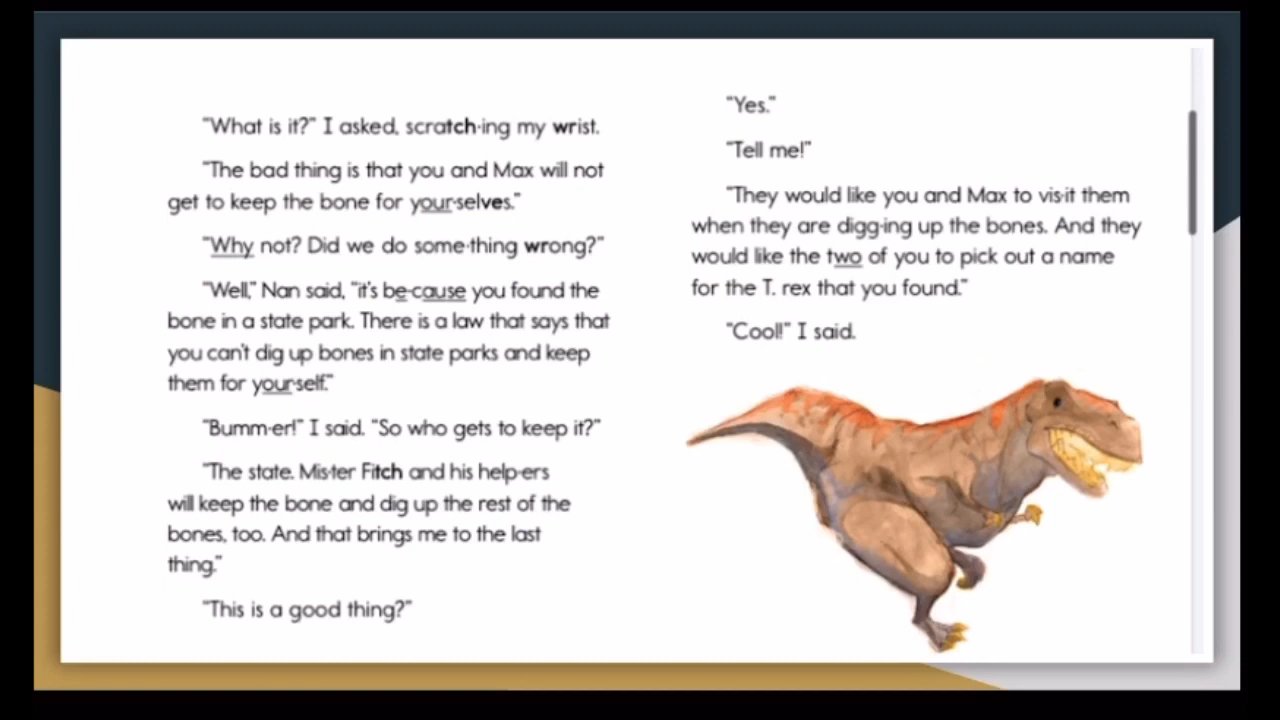 "What is it?" I asked, scratch·ing my wrist.
"The bad thing is that you and Max will not
get to keep the bone for your·selves."
"Why not? Did we do some·thing wrong?"
"Well," Nan said, "it's be·cause you found the
bone in a state park. There is a law that says that
you can't dig up bones in state parks and keep
them for your·self."
"Bumm·er!" I said. "So who gets to keep it?"
"The state. Mis·ter Fitch and his help·ers
will keep the bone and dig up the rest of the
bones, too. And that brings me to the last
thing."
"This is a good thing?"
"Yes."
"Tell me!"
"They would like you and Max to vis·it them
when they are digg·ing up the bones. And they
would like the two of you to pick out a name
for the T. rex that you found."
"Cool!" I said.